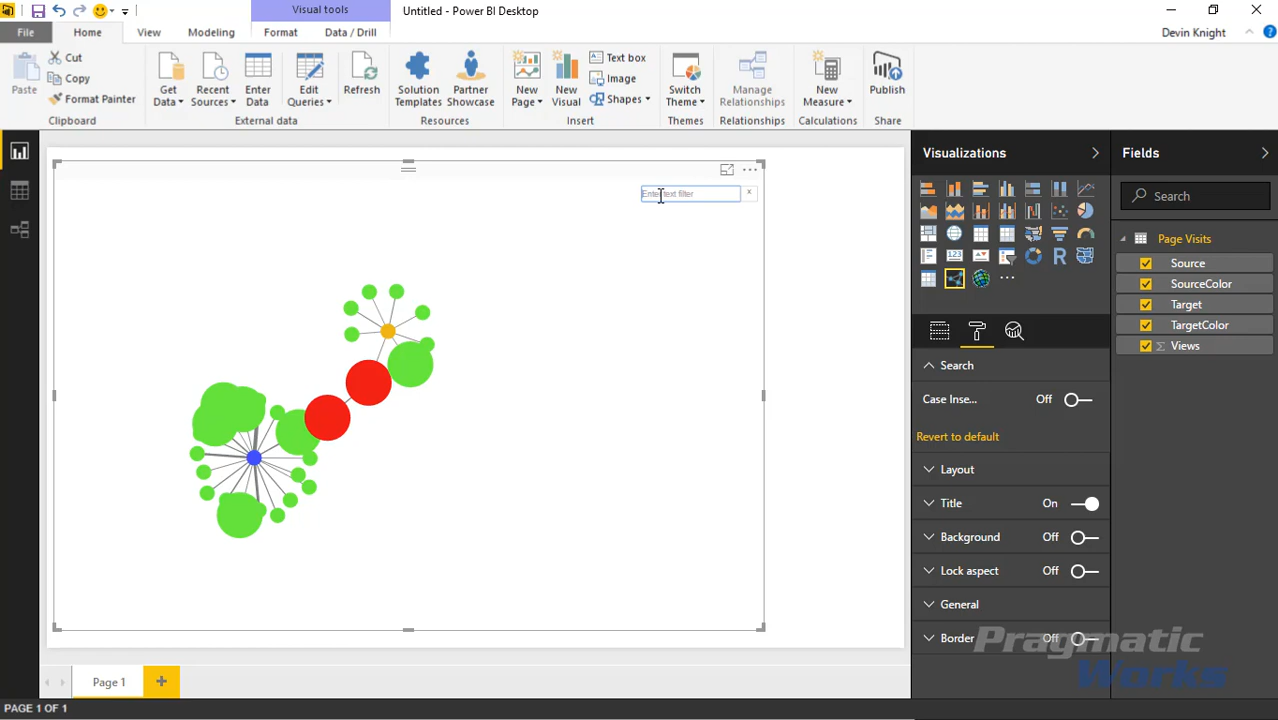 Visual tools
Untitled - Power BI Desktop
File
Home
View
Modeling
Format
Data / Drill
Devin Knight
Paste
Cut
Copy
Format Painter
Clipboard
Get Data
Recent Sources
Enter Data
Edit Queries
Refresh
External data
Solution Templates
Partner Showcase
Resources
New Page
New Visual
Text box
Image
Shapes
Insert
Switch Theme
Themes
Manage Relationships
Relationships
New Measure
Calculations
Publish
Share
Enter text filter
x
Visualizations
Fields
Search
Page Visits
Source
SourceColor
Target
TargetColor
Σ Views
123
R
Search
Case Inse... Off
Revert to default
Layout
Title On
Background Off
Lock aspect Off
General
Border Off
Pragmatic
Works
Page 1
PAGE 1 OF 1